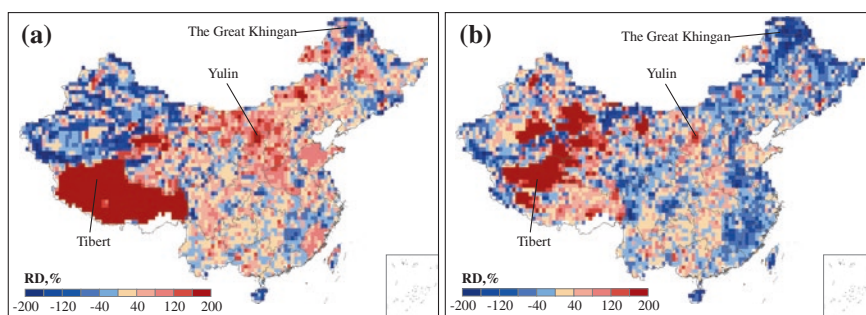 (a)
The Great Khingan
Yulin
Tibert
RD,%
-200 -120 -40 40 120 200
(b)
The Great Khingan
Yulin
Tibert
RD,%
-200 -120 -40 40 120 200